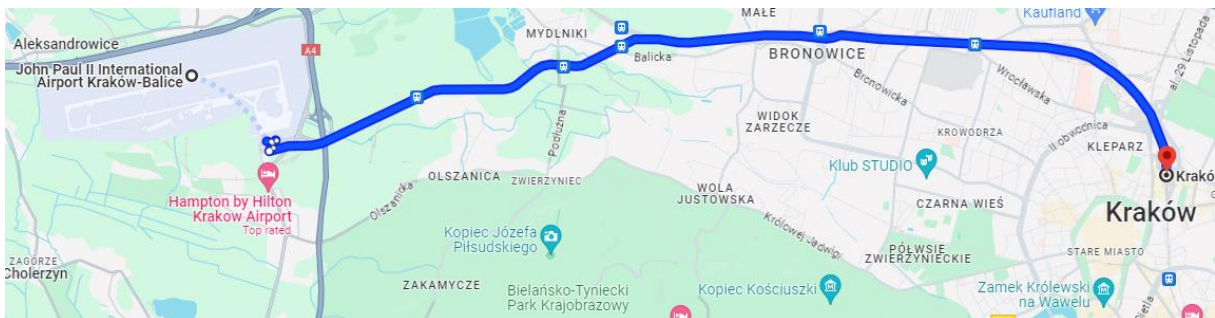 MAŁE
Kaufland
Aleksandrowice
MYDLNIKI
A4
John Paul II International
Airport Kraków-Balice
Balicka
BRONOWICE
al. 29 Listopada
Wrocławska
Bronowicka
Podłużna
WIDOK
ZARZECZE
KROWODRZA
II obwodnica
KLEPARZ
Klub STUDIO
OLSZANICA
ZWIERZYNIEC
Olszanicka
WOLA
JUSTOWSKA
CZARNA WIEŚ
Krakó
Kraków
Hampton by Hilton
Krakow Airport
Top rated
Kopiec Józefa
Piłsudskiego
Królowej Jadwigi
PÓŁWSIE
ZWIERZYNIECKIE
STARE MIASTO
ZAGÓRZE
Cholerzyn
ZAKAMYCZE
Bielańsko-Tyniecki
Park Krajobrazowy
Kopiec Kościuszki
Zamek Królewski
na Wawelu
Dietla